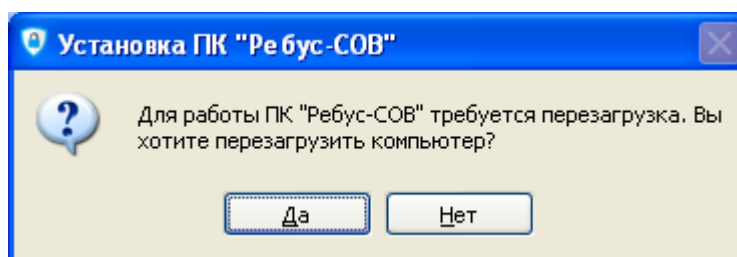 Установка ПК "Ребус-СОВ"
Для работы ПК "Ребус-СОВ" требуется перезагрузка. Вы
хотите перезагрузить компьютер?
Да
Нет